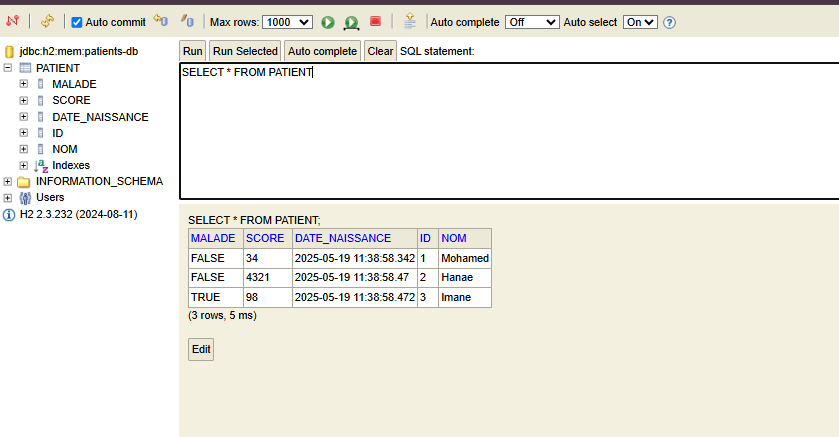 Auto commit Max rows: 1000 Auto complete Off Auto select On
jdbc:h2:mem:patients-db
PATIENT
MALADE
SCORE
DATE_NAISSANCE
ID
NOM
Indexes
INFORMATION_SCHEMA
Users
H2 2.3.232 (2024-08-11)
Run Run Selected Auto complete Clear SQL statement:
SELECT * FROM PATIENT
SELECT * FROM PATIENT;
MALADE SCORE DATE_NAISSANCE ID NOM
FALSE 34 2025-05-19 11:38:58.342 1 Mohamed
FALSE 4321 2025-05-19 11:38:58.47 2 Hanae
TRUE 98 2025-05-19 11:38:58.472 3 Imane
(3 rows, 5 ms)
Edit